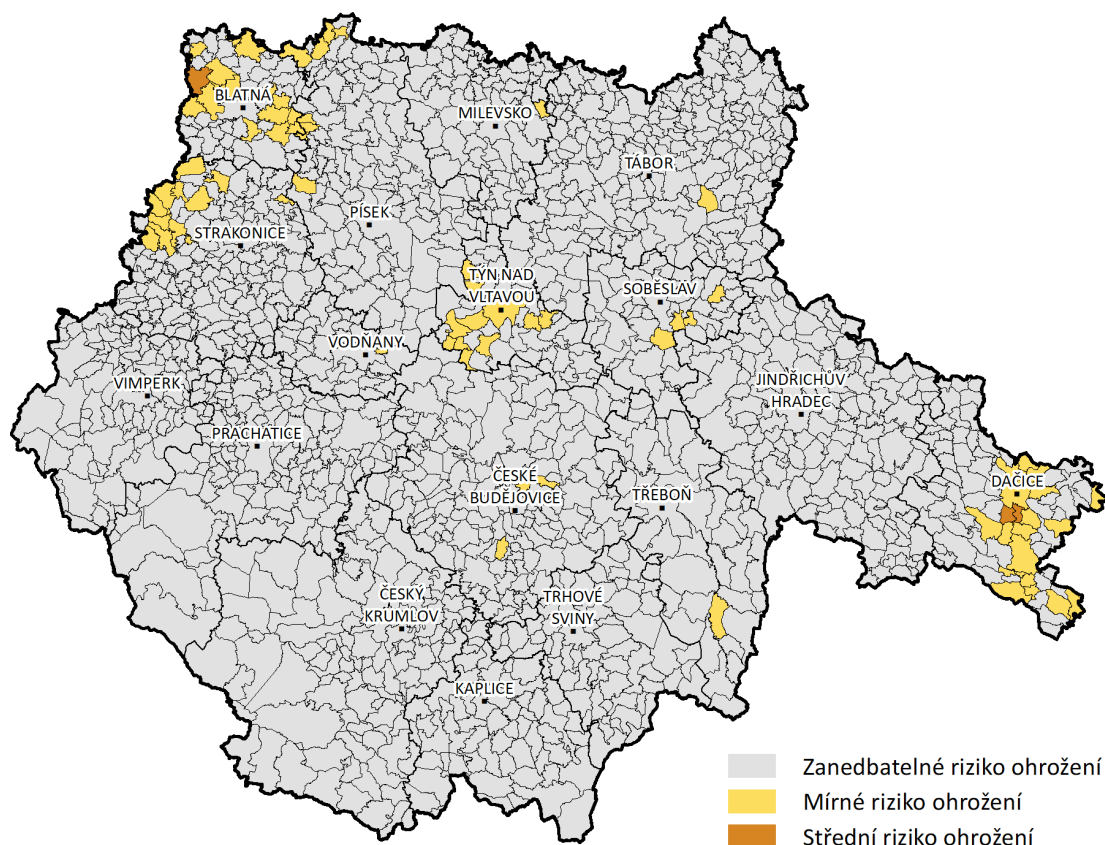 BLATNÁ
MILEVSKO
TÁBOR
PÍSEK
STRAKONICE
TÝN NAD
VLTAVOU
SOBĚSLAV
VODŇANY
VIMPERK
JINDŘICHŮV
HRADEC
PRACHATICE
ČESKÉ
BUDĚJOVICE
TŘEBOŇ
DAČICE
ČESKÝ
KRUMLOV
TRHOVÉ
SVINY
KAPLICE
Zanedbatelné riziko ohrožení
Mírné riziko ohrožení
Střední riziko ohrožení